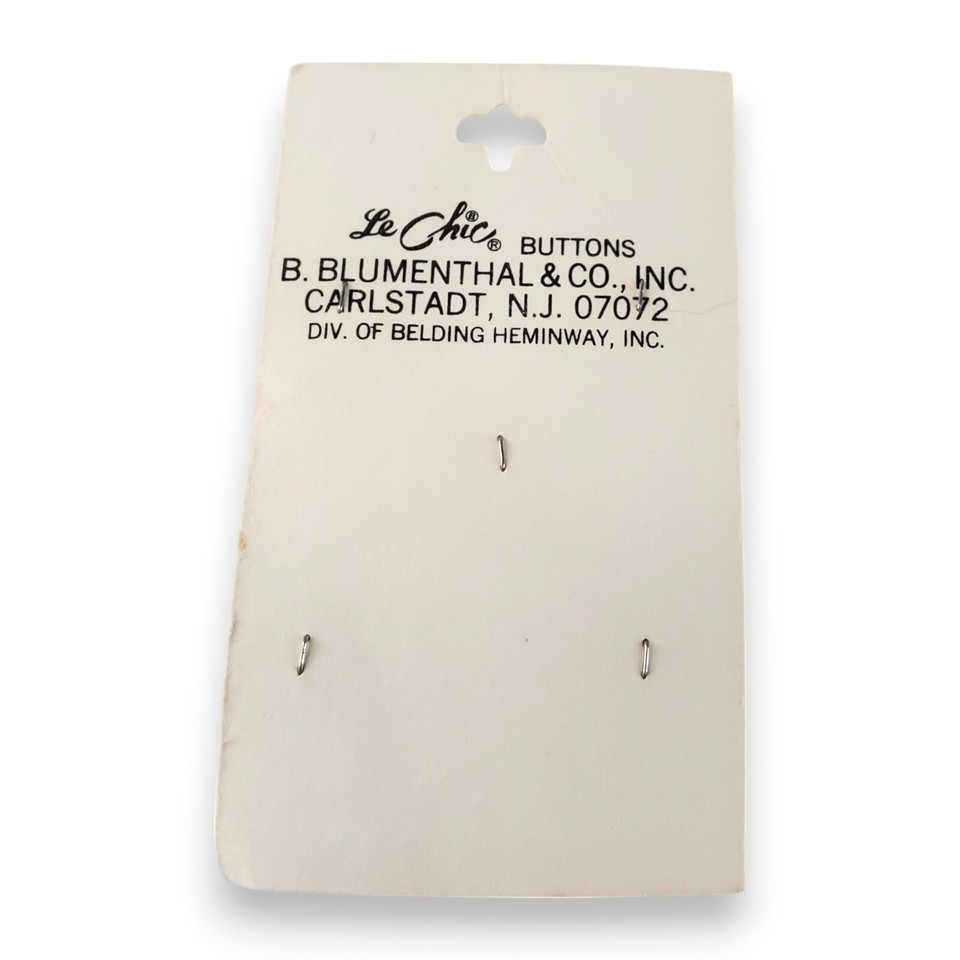 Le Chic® BUTTONS
B. BLUMENTHAL & CO., INC.
CARLSTADT, N.J. 07072
DIV. OF BELDING HEMINWAY, INC.